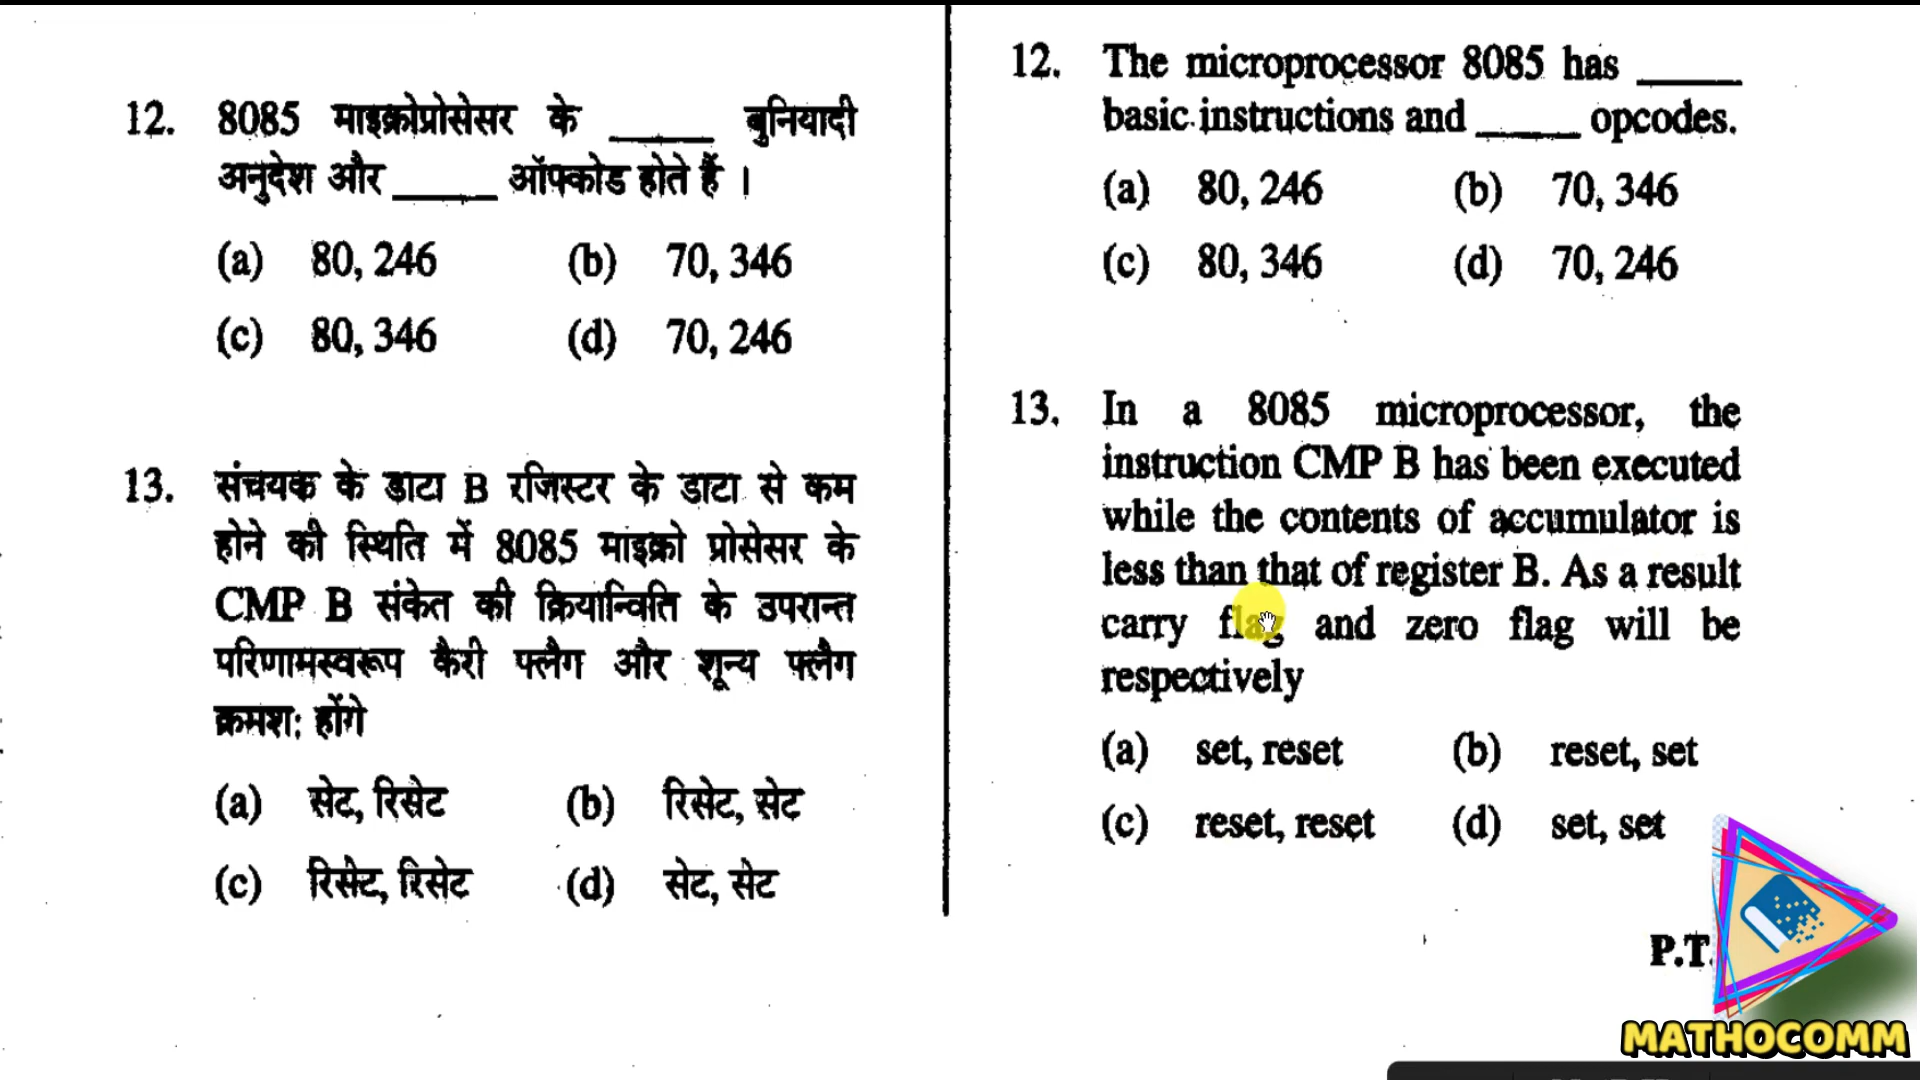 12. 8085 माइक्रोप्रोसेसर के _____ बुनियादी
अनुदेश और _____ ऑपकोड होते हैं ।
(a) 80, 246 (b) 70, 346
(c) 80, 346 (d) 70, 246
13. संचयक के डाटा B रजिस्टर के डाटा से कम
होने की स्थिति में 8085 माइक्रो प्रोसेसर के
CMP B संकेत की क्रियान्विति के उपरान्त
परिणामस्वरूप कैरी फ्लैग और शून्य फ्लैग
क्रमश: होंगे
(a) सेट, रिसेट (b) रिसेट, सेट
(c) रिसेट, रिसेट (d) सेट, सेट
12. The microprocessor 8085 has _____
basic instructions and _____ opcodes.
(a) 80, 246 (b) 70, 346
(c) 80, 346 (d) 70, 246
13. In a 8085 microprocessor, the
instruction CMP B has been executed
while the contents of accumulator is
less than that of register B. As a result
carry flag and zero flag will be
respectively
(a) set, reset (b) reset, set
(c) reset, reset (d) set, set
P.T.
MATHOCOMM